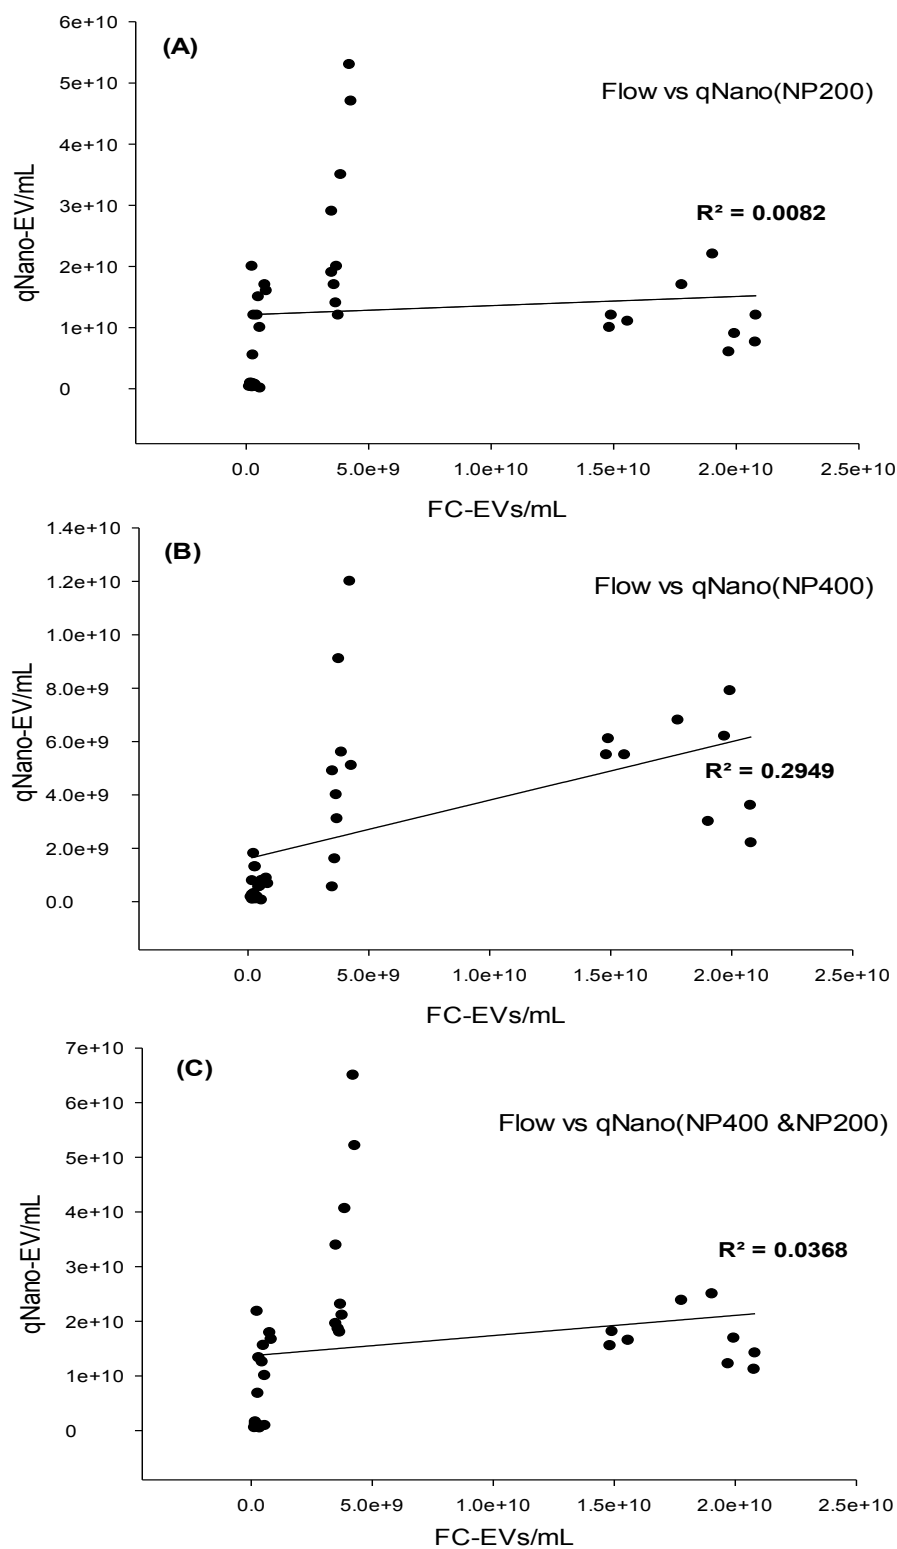 (A)
Flow vs qNano(NP200)
R² = 0.0082
qNano-EV/mL
6e+10
5e+10
4e+10
3e+10
2e+10
1e+10
0
0.0 5.0e+9 1.0e+10 1.5e+10 2.0e+10 2.5e+10
FC-EVs/mL
(B)
Flow vs qNano(NP400)
R² = 0.2949
qNano-EV/mL
1.4e+10
1.2e+10
1.0e+10
8.0e+9
6.0e+9
4.0e+9
2.0e+9
0.0
0.0 5.0e+9 1.0e+10 1.5e+10 2.0e+10 2.5e+10
FC-EVs/mL
(C)
Flow vs qNano(NP400 &NP200)
R² = 0.0368
qNano-EV/mL
7e+10
6e+10
5e+10
4e+10
3e+10
2e+10
1e+10
0
0.0 5.0e+9 1.0e+10 1.5e+10 2.0e+10 2.5e+10
FC-EVs/mL